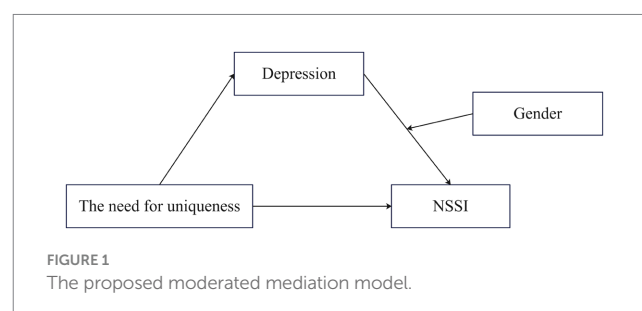 Depression
Gender
The need for uniqueness
NSSI
FIGURE 1
The proposed moderated mediation model.